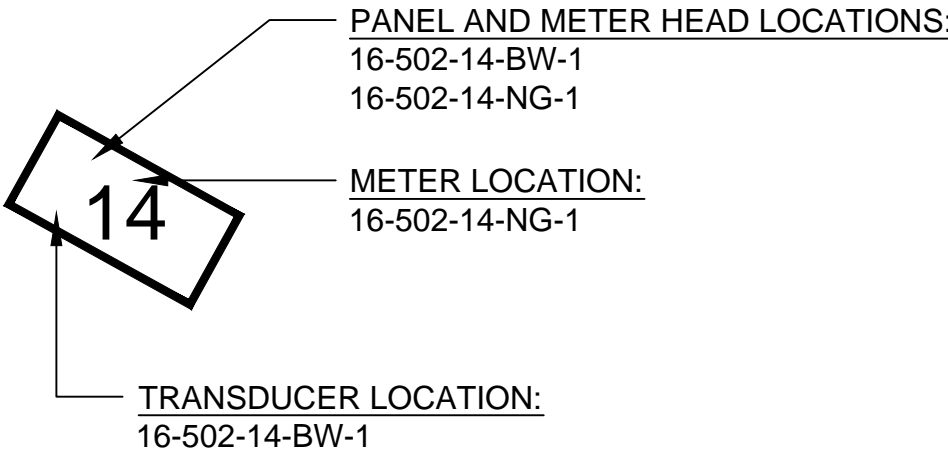 PANEL AND METER HEAD LOCATIONS:
16-502-14-BW-1
16-502-14-NG-1
METER LOCATION:
16-502-14-NG-1
14
TRANSDUCER LOCATION:
16-502-14-BW-1